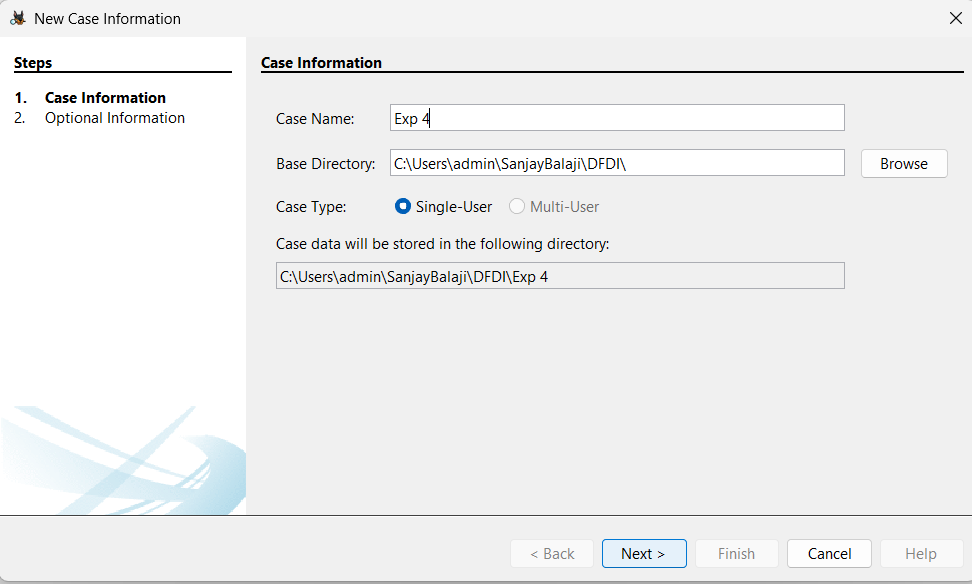 New Case Information
Steps
1. Case Information
2. Optional Information
Case Information
Case Name: Exp 4
Base Directory: C:\Users\admin\SanjayBalaji\DFDI\ Browse
Case Type: Single-User Multi-User
Case data will be stored in the following directory:
C:\Users\admin\SanjayBalaji\DFDI\Exp 4
< Back Next > Finish Cancel Help